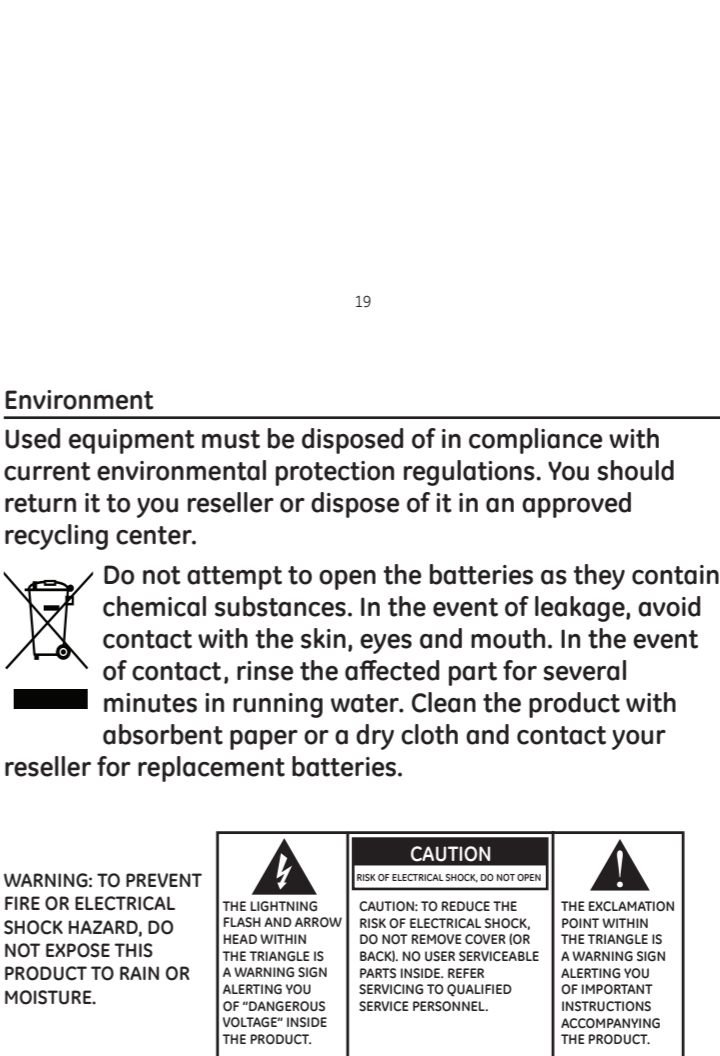 19
Environment
Used equipment must be disposed of in compliance with
current environmental protection regulations. You should
return it to you reseller or dispose of it in an approved
recycling center.
Do not attempt to open the batteries as they contain
chemical substances. In the event of leakage, avoid
contact with the skin, eyes and mouth. In the event
of contact, rinse the affected part for several
minutes in running water. Clean the product with
absorbent paper or a dry cloth and contact your
reseller for replacement batteries.
WARNING: TO PREVENT
FIRE OR ELECTRICAL
SHOCK HAZARD, DO
NOT EXPOSE THIS
PRODUCT TO RAIN OR
MOISTURE.
THE LIGHTNING
FLASH AND ARROW
HEAD WITHIN
THE TRIANGLE IS
A WARNING SIGN
ALERTING YOU
OF “DANGEROUS
VOLTAGE” INSIDE
THE PRODUCT.
CAUTION
RISK OF ELECTRICAL SHOCK, DO NOT OPEN
CAUTION: TO REDUCE THE
RISK OF ELECTRICAL SHOCK,
DO NOT REMOVE COVER (OR
BACK). NO USER SERVICEABLE
PARTS INSIDE. REFER
SERVICING TO QUALIFIED
SERVICE PERSONNEL.
THE EXCLAMATION
POINT WITHIN
THE TRIANGLE IS
A WARNING SIGN
ALERTING YOU
OF IMPORTANT
INSTRUCTIONS
ACCOMPANYING
THE PRODUCT.